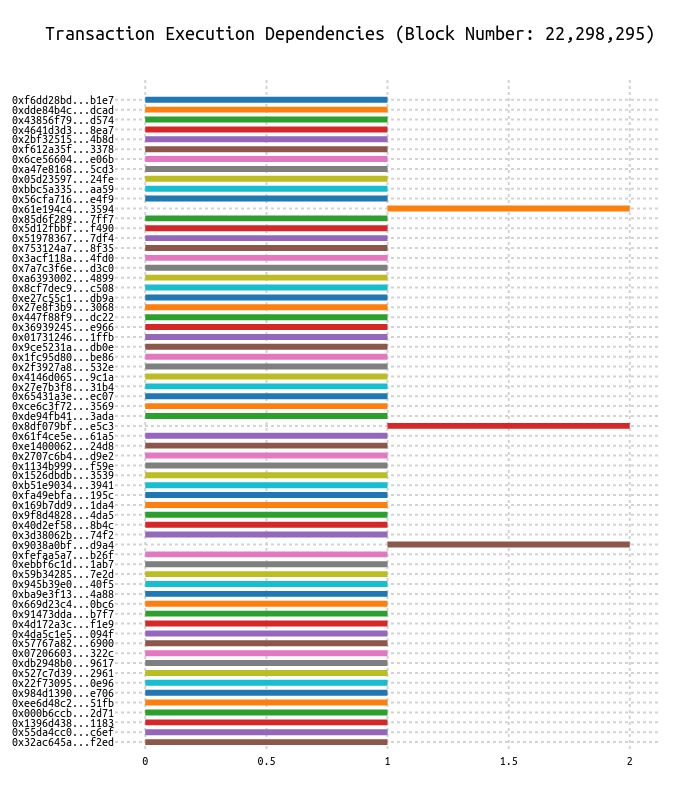 Transaction Execution Dependencies (Block Number: 22,298,295)
0xf6dd28bd...b1e7
0xdde84b4c...dcad
0x43856f79...d574
0x4641d3d3...8ea7
0x2bf32515...4b8d
0xf612a35f...3378
0x6ce56604...e06b
0xa47e8168...5cd3
0x05d23597...24fe
0xbbc5a335...aa59
0x56cfa716...e4f9
0x61e194c4...3594
0x85d6f289...7ff7
0x5d12fbbf...f490
0x51978367...7df4
0x753124a7...8f35
0x3acf118a...4fd0
0x7a7c3f6e...d3c0
0xa6393002...4899
0x8cf7dec9...c508
0xe27c55c1...db9a
0x27e8f3b9...3068
0x447f88f9...dc22
0x36939245...e966
0x01731246...1ffb
0x9ce5231a...db0e
0x1fc95d80...be86
0x2f3927a8...532e
0x4146d065...9c1a
0x27e7b3f8...31b4
0x65431a3e...ec07
0xce6c3f72...3569
0xde94fb41...3ada
0x8df079bf...e5c3
0x61f4ce5e...61a5
0xe1400062...24d8
0x2707c6b4...d9e2
0x1134b999...f59e
0x1526dbdb...3539
0xb51e9034...3941
0xfa49ebfa...195c
0x169b7dd9...1da4
0x9f8d4828...4da5
0x40d2ef58...8b4c
0x3d38062b...74f2
0x9038a0bf...d9a4
0xfefaa5a7...b26f
0xebbf6c1d...1ab7
0x59b34285...7e2d
0x945b39e0...40f5
0xba9e3f13...4a88
0x669d23c4...0bc6
0x91473dda...b7f7
0x4d172a3c...f1e9
0x4da5c1e5...094f
0x57767a82...6900
0x07206603...322c
0xdb2948b0...9617
0x527c7d39...2961
0x22f73095...0e96
0x984d1390...e706
0xee6d48c2...51fb
0x000b6ccb...2d71
0x1396d438...1183
0x55da4cc0...c6ef
0x32ac645a...f2ed
0 0.5 1 1.5 2